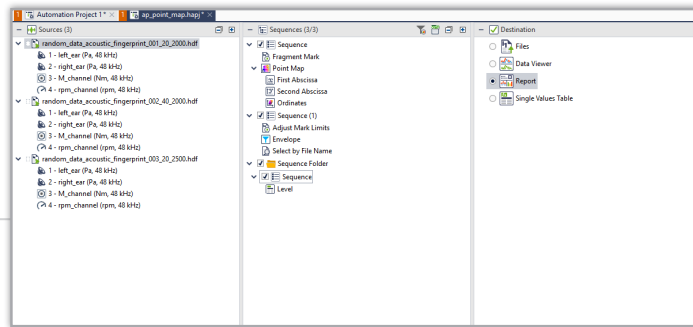 1 Automation Project 1* × 1 ap_point_map.hapj* ×
Sources (3)
random_data_acoustic_fingerprint_001_20_2000.hdf
1 - left_ear (Pa, 48 kHz)
2 - right_ear (Pa, 48 kHz)
3 - M_channel (Nm, 48 kHz)
4 - rpm_channel (rpm, 48 kHz)
random_data_acoustic_fingerprint_002_40_2000.hdf
1 - left_ear (Pa, 48 kHz)
2 - right_ear (Pa, 48 kHz)
3 - M_channel (Nm, 48 kHz)
4 - rpm_channel (rpm, 48 kHz)
random_data_acoustic_fingerprint_003_20_2500.hdf
1 - left_ear (Pa, 48 kHz)
2 - right_ear (Pa, 48 kHz)
3 - M_channel (Nm, 48 kHz)
4 - rpm_channel (rpm, 48 kHz)
Sequences (3/3)
Sequence
Fragment Mark
Point Map
First Abscissa
Second Abscissa
Ordinates
Sequence (1)
Adjust Mark Limits
Envelope
Select by File Name
Sequence Folder
Sequence
Level
Destination
Files
Data Viewer
Report
Single Values Table